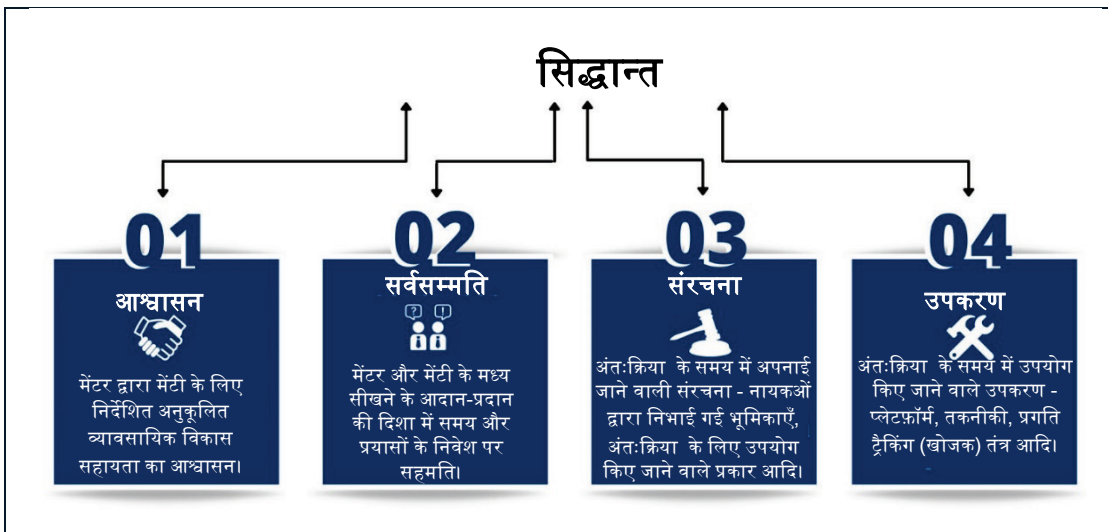 सिद्धान्त
01
आश्वासन
मेंटर द्वारा मेंटी के लिए
निर्देशित अनुकूलित
व्यावसायिक विकास
सहायता का आश्वासन।
02
सर्वसम्मति
? !
मेंटर और मेंटी के मध्य
सीखने के आदान-प्रदान
की दिशा में समय और
प्रयासों के निवेश पर
सहमति।
03
संरचना
अंतःक्रिया के समय में अपनाई
जाने वाली संरचना - नायकओं
द्वारा निभाई गई भूमिकाएँ,
अंतःक्रिया के लिए उपयोग
किए जाने वाले प्रकार आदि।
04
उपकरण
अंतःक्रिया के समय में उपयोग
किए जाने वाले उपकरण -
प्लेटफ़ॉर्म, तकनीकी, प्रगति
ट्रैकिंग (खोजक) तंत्र आदि।